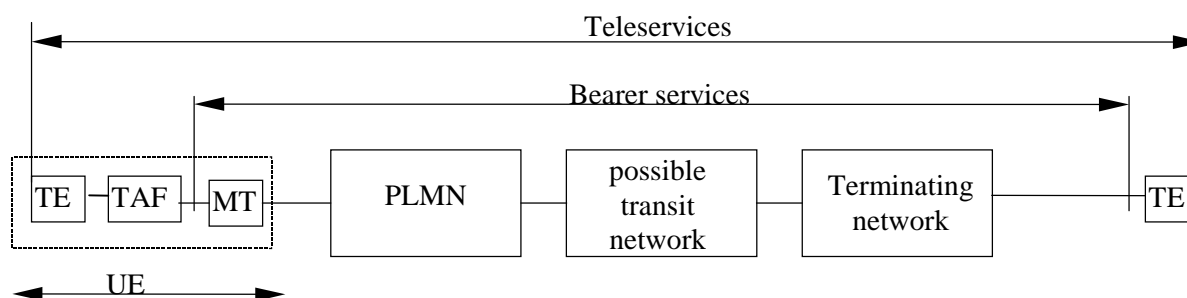 Teleservices
Bearer services
TE
TAF
MT
PLMN
possible
transit
network
Terminating
network
TE
UE